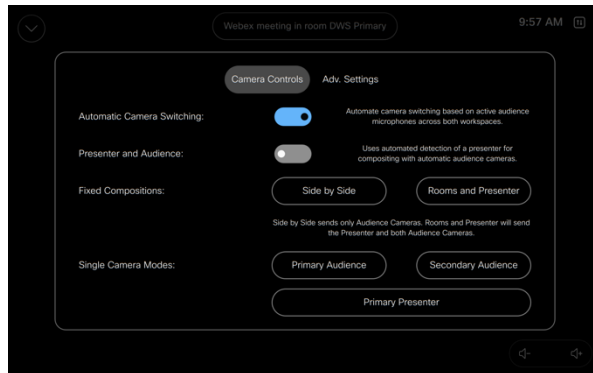 Webex meeting in room DWS Primary
9:57 AM
Camera Controls
Adv. Settings
Automatic Camera Switching:
Automate camera switching based on active audience
microphones across both workspaces.
Presenter and Audience:
Uses automated detection of a presenter for
compositing with automatic audience cameras.
Fixed Compositions:
Side by Side
Rooms and Presenter
Side by Side sends only Audience Cameras. Rooms and Presenter will send
the Presenter and both Audience Cameras.
Single Camera Modes:
Primary Audience
Secondary Audience
Primary Presenter